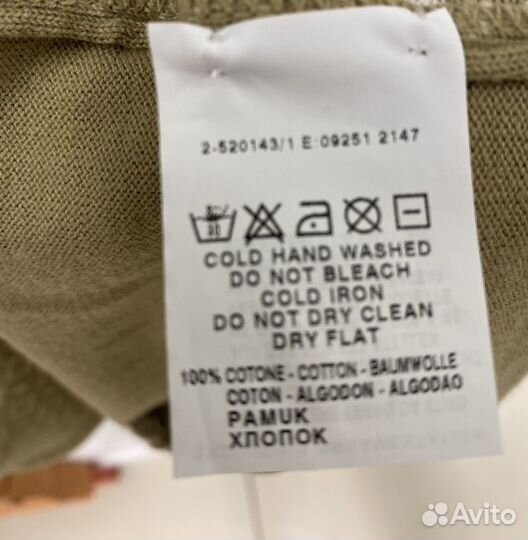 2-520143/1 E:09251 2147
30
COLD HAND WASHED
DO NOT BLEACH
COLD IRON
DO NOT DRY CLEAN
DRY FLAT
100% COTONE - COTTON - BAUMWOLLE
COTON - ALGODON - ALGODAO
PAMUK
ХЛОПОК
Avito